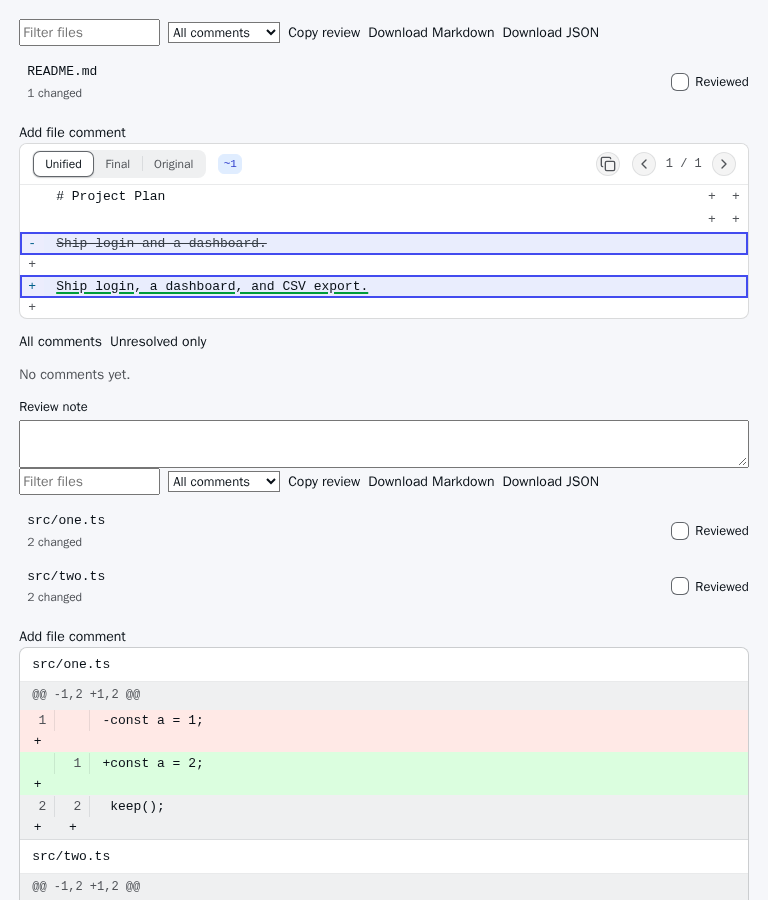 Filter files All comments Copy review Download Markdown Download JSON
README.md
1 changed
Reviewed
Add file comment
Unified Final Original ~1 1 / 1
# Project Plan + +
+ +
- Ship login and a dashboard.
+
+ Ship login, a dashboard, and CSV export.
+
All comments Unresolved only
No comments yet.
Review note
Filter files All comments Copy review Download Markdown Download JSON
src/one.ts
2 changed
Reviewed
src/two.ts
2 changed
Reviewed
Add file comment
src/one.ts
@@ -1,2 +1,2 @@
1 -const a = 1;
+
1 +const a = 2;
+
2 2 keep();
+ +
src/two.ts
@@ -1,2 +1,2 @@